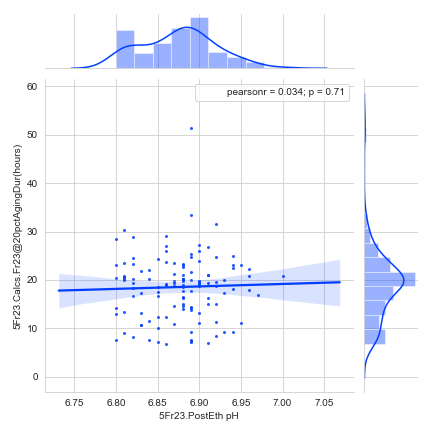 pearsonr = 0.034; p = 0.71
60
50
40
30
20
10
0
5Fr23.Calcs.Fr23@20pctAgingDur(hours)
6.75 6.80 6.85 6.90 6.95 7.00 7.05
5Fr23.PostEth pH